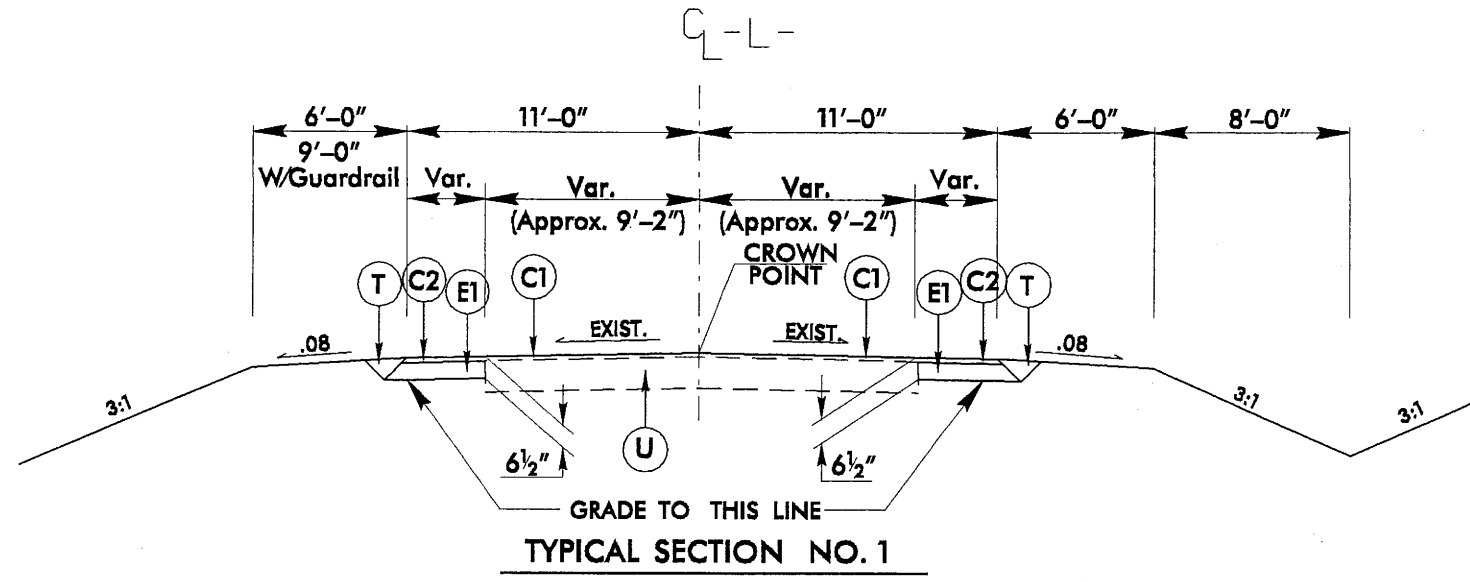 CL -L-
6'-0" 11'-0" 11'-0" 6'-0" 8'-0"
9'-0"
W/Guardrail Var. Var. Var. Var.
(Approx. 9'-2") (Approx. 9'-2")
CROWN
POINT
T C2 E1 C1 C1 E1 C2 T
.08 EXIST. EXIST. .08
3:1 3:1 3:1
U
6½" 6½"
GRADE TO THIS LINE
TYPICAL SECTION NO. 1